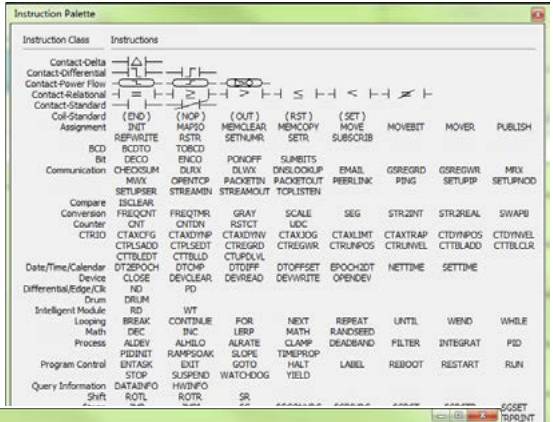 Instruction Palette
Instruction Class Instructions
Contact-Delta
Contact-Differential
Contact-Power Flow
Contact-Relational = ≥ > ≤ < ≠
Contact-Standard
Coil-Standard (END) (NOP) (OUT) (RST) (SET)
Assignment INIT MAPIO MEMCLEAR MEMCOPY MOVE MOVEBIT MOVER PUBLISH
REFWRITE RSTR SETNUMR SETR SUBSCRIB
BCD BCDTO TOBCD
Bit DECO ENCO PONOFF SUMBITS
Communication CHECKSUM DLRX DLWX DNSLOOKUP EMAIL GSREGRD GSREGWR MRX
MWX OPENTCP PACKETIN PACKETOUT PEERLINK PING SETUPIP SETUPNOD
SETUPSER STREAMIN STREAMOUT TCPLISTEN
Compare ISCLEAR
Conversion FREQCNT FREQTMR GRAY SCALE SEG STR2INT STR2REAL SWAPB
Counter CNT CNTDN RSTCT UDC
CTRIO CTAXCFG CTAXDYNP CTAXDYNV CTAXJOG CTAXLIMT CTAXTRAP CTDYNPOS CTDYNVEL
CTPLSADD CTPLSEDT CTREGRD CTREGWR CTRUNPOS CTRUNVEL CTTBLADD CTTBLCLR
CTTBLEDT CTTBLLD CTUPDLVL
Date/Time/Calendar DT2EPOCH DTCMP DTDIFF DTOFFSET EPOCH2DT NETTIME SETTIME
Device CLOSE DEVCLEAR DEVREAD DEVWRITE OPENDEV
Differential/Edge/Clk ND PD
Drum DRUM
Intelligent Module RD WT
Looping BREAK CONTINUE FOR NEXT REPEAT UNTIL WEND WHILE
Math DEC INC LERP MATH RANDSEED
Process ALDEV ALHILO ALRATE CLAMP DEADBAND FILTER INTEGRAT PID
PIDINIT RAMPSOAK SLOPE TIMEPROP
Program Control ENTASK EXIT GOTO HALT LABEL REBOOT RESTART RUN
STOP SUSPEND WATCHDOG YIELD
Query Information DATAINFO HWINFO
Shift ROTL ROTR SR
SGSET